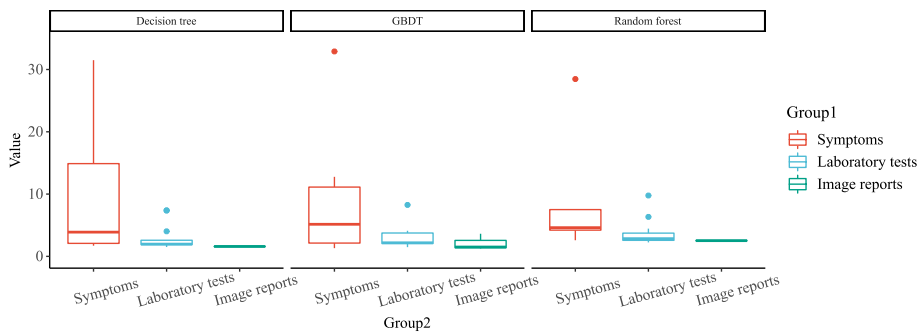 Decision tree
GBDT
Random forest
Value
30
20
10
0
Symptoms
Laboratory tests
Image reports
Symptoms
Laboratory tests
Image reports
Symptoms
Laboratory tests
Image reports
Group2
Group1
Symptoms
Laboratory tests
Image reports